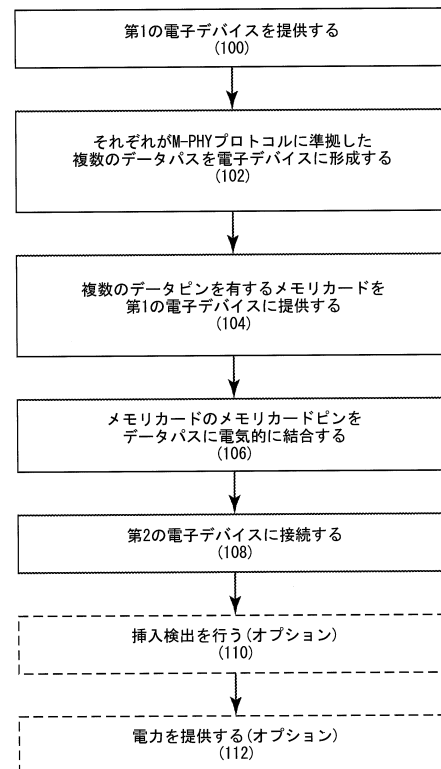 第1の電子デバイスを提供する
(100)
それぞれがM-PHYプロトコルに準拠した
複数のデータパスを電子デバイスに形成する
(102)
複数のデータピンを有するメモリカードを
第1の電子デバイスに提供する
(104)
メモリカードのメモリカードピンを
データパスに電気的に結合する
(106)
第2の電子デバイスに接続する
(108)
挿入検出を行う(オプション)
(110)
電力を提供する(オプション)
(112)